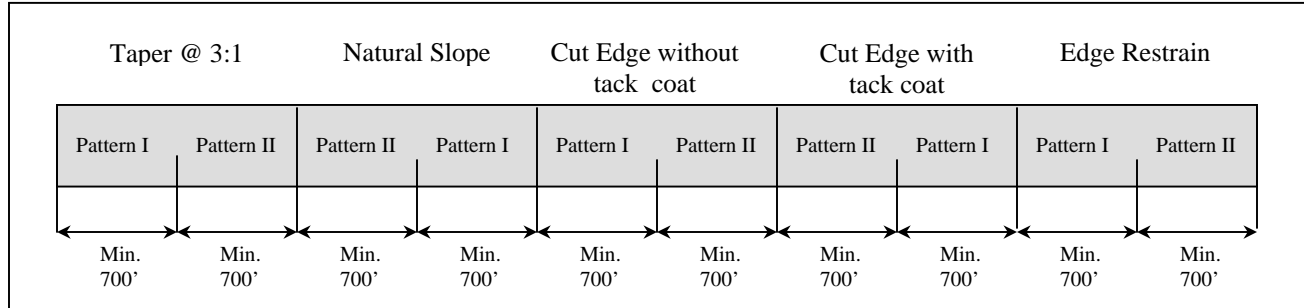 Taper @ 3:1
Natural Slope
Cut Edge without
tack coat
Cut Edge with
tack coat
Edge Restrain
Pattern I
Pattern II
Pattern II
Pattern I
Pattern I
Pattern II
Pattern II
Pattern I
Pattern I
Pattern II
Min.
700’
Min.
700’
Min.
700’
Min.
700’
Min.
700’
Min.
700’
Min.
700’
Min.
700’
Min.
700’
Min.
700’